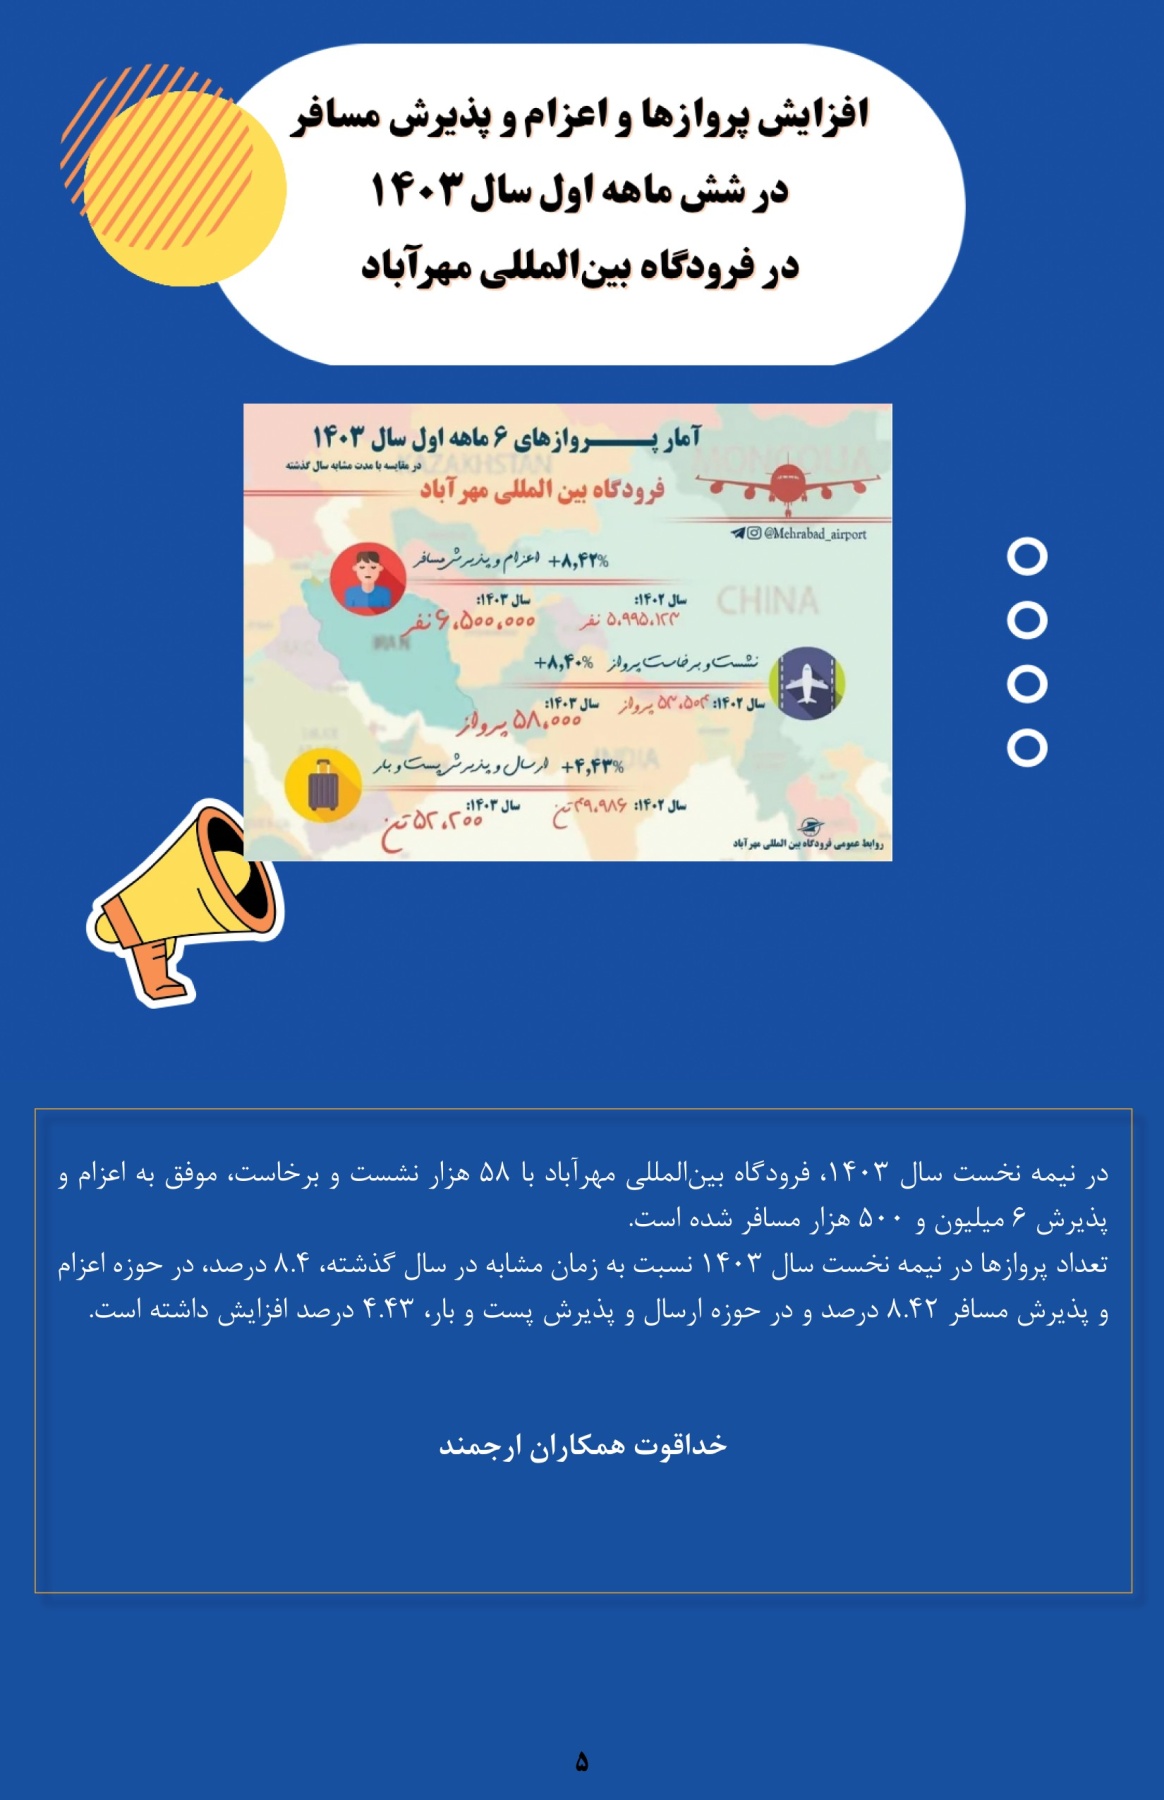 افزایش پروازها و اعزام و پذیرش مسافر
در شش ماهه اول سال ۱۴۰۳
در فرودگاه بین‌المللی مهرآباد
آمار پـــــــروازهای ۶ ماهه اول سال ۱۴۰۳
در مقایسه با مدت مشابه سال گذشته
فرودگاه بین المللی مهرآباد
@Mehrabad_airport
KAZAKHSTAN
MONGOLIA
CHINA
IRAN
INDIA
اعزام و پذیرش مسافر +۸,۴۲%
سال ۱۴۰۲: ۵,۹۹۵,۱۲۳ نفر
سال ۱۴۰۳: ۶,۵۰۰,۰۰۰ نفر
نشست و برخاست پرواز +۸,۴۰%
سال ۱۴۰۲: ۵۳,۵۰۴ پرواز
سال ۱۴۰۳: ۵۸,۰۰۰ پرواز
ارسال و پذیرش پست و بار +۴,۴۳%
سال ۱۴۰۲: ۴۹,۹۸۶ تن
سال ۱۴۰۳: ۵۲,۲۰۰ تن
روابط عمومی فرودگاه بین المللی مهرآباد
در نیمه نخست سال ۱۴۰۳، فرودگاه بین‌المللی مهرآباد با ۵۸ هزار نشست و برخاست، موفق به اعزام و
پذیرش ۶ میلیون و ۵۰۰ هزار مسافر شده است.
تعداد پروازها در نیمه نخست سال ۱۴۰۳ نسبت به زمان مشابه در سال گذشته، ۸.۴ درصد، در حوزه اعزام
و پذیرش مسافر ۸.۴۲ درصد و در حوزه ارسال و پذیرش پست و بار، ۴.۴۳ درصد افزایش داشته است.
خداقوت همکاران ارجمند
۵